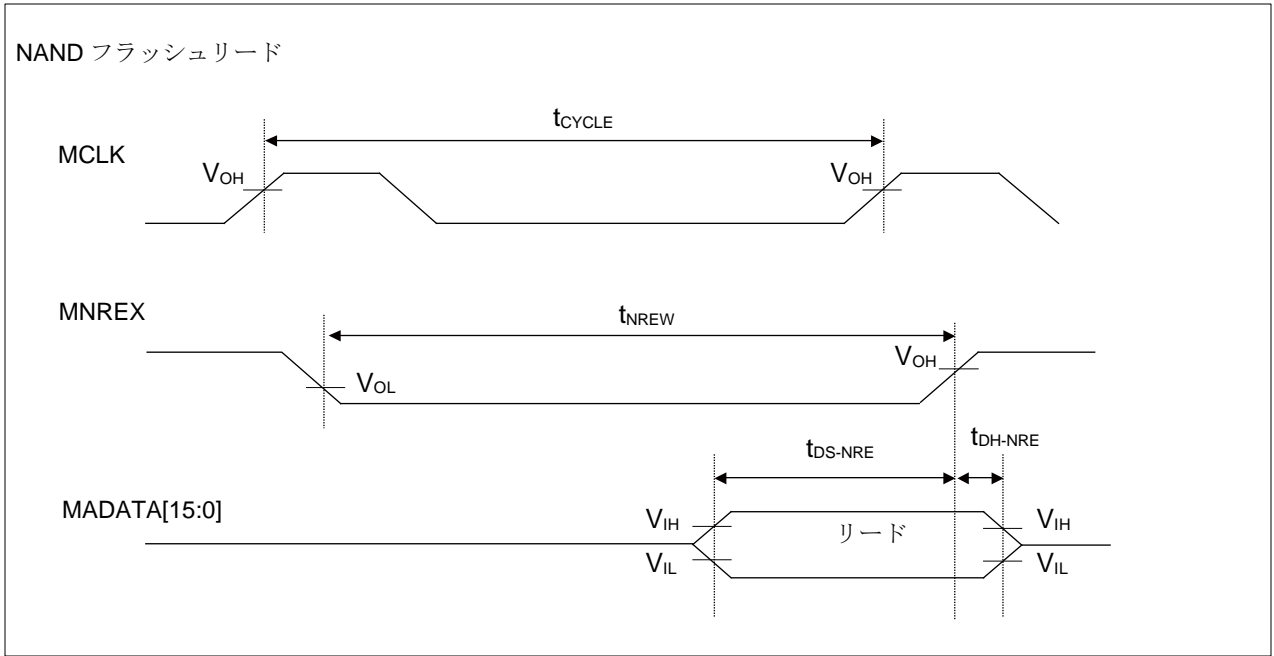 NAND フラッシュリード
tCYCLE
MCLK
VOH
VOH
MNREX
tNREW
VOH
VOL
tDS-NRE
tDH-NRE
MADATA[15:0]
VIH
リード
VIH
VIL
VIL